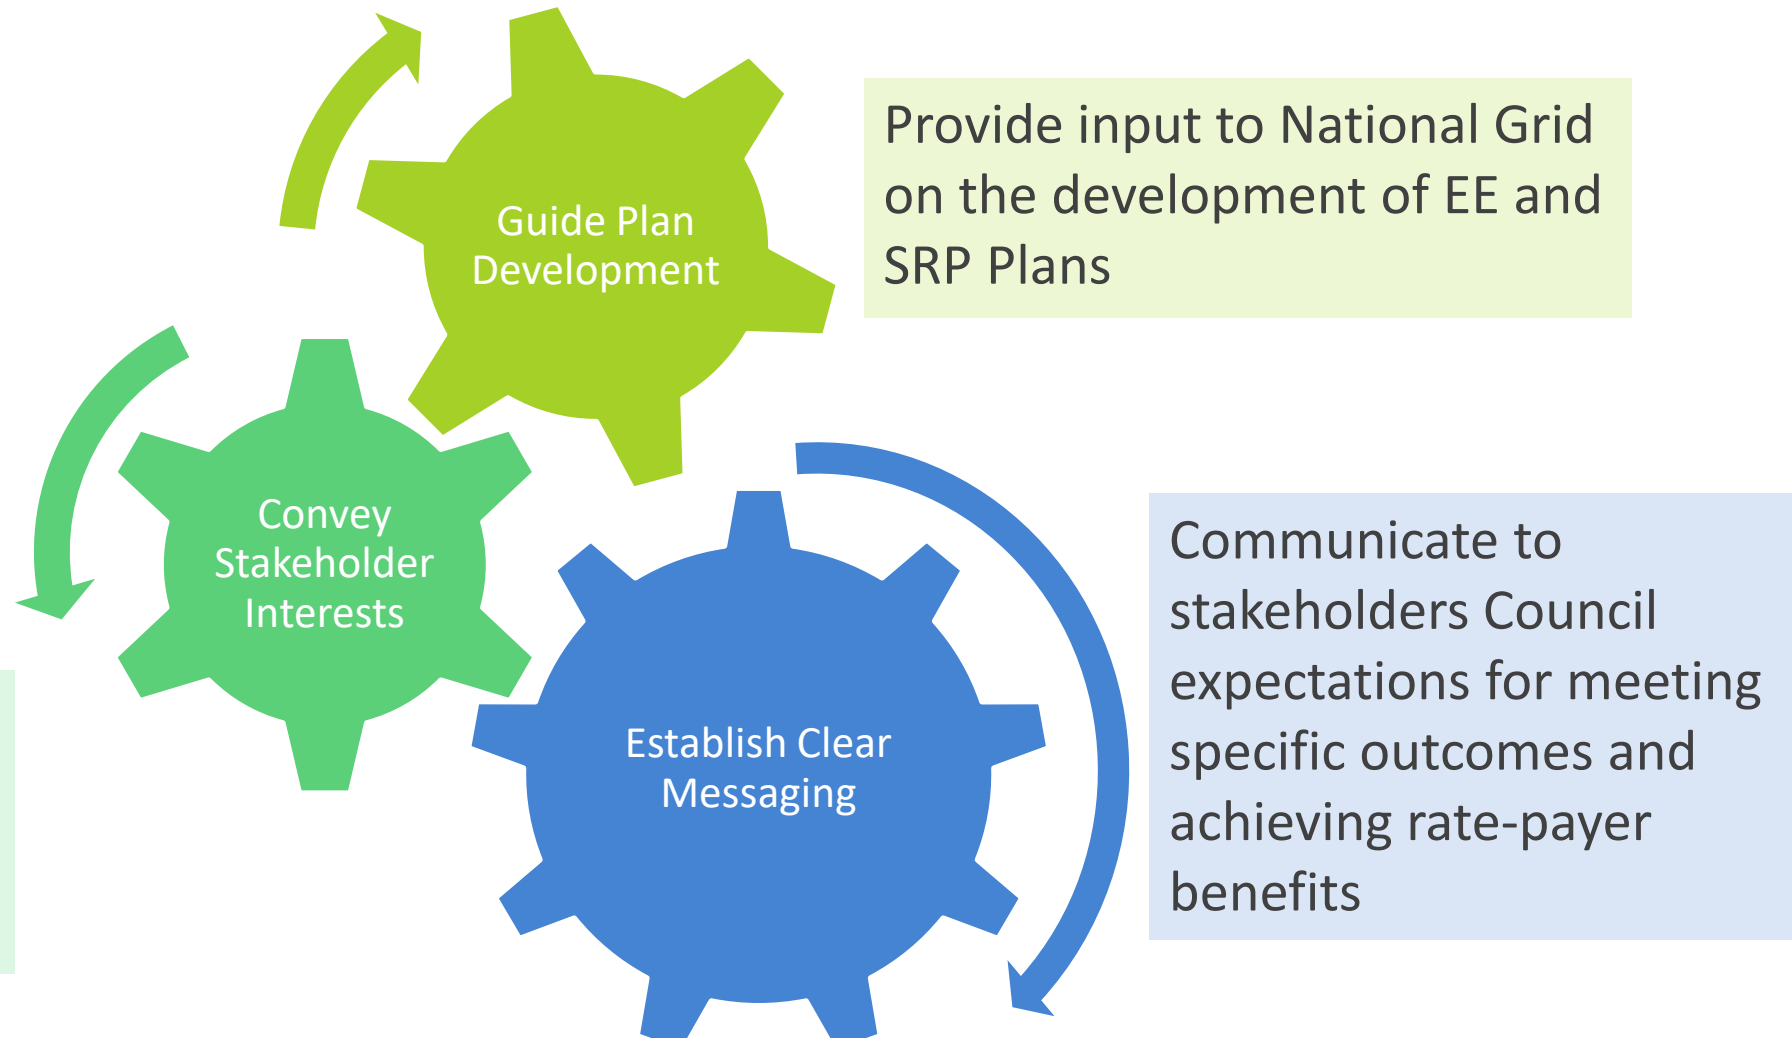 Guide Plan
Development
Provide input to National Grid
on the development of EE and
SRP Plans
Convey
Stakeholder
Interests
Establish Clear
Messaging
Communicate to
stakeholders Council
expectations for meeting
specific outcomes and
achieving rate-payer
benefits